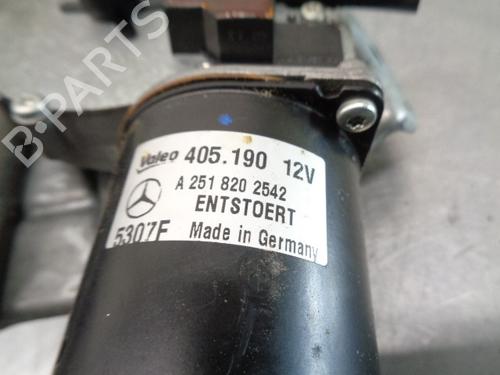 B-PARTS
Valeo 405.190 12V
A 251 820 2542
ENTSTOERT
5307F Made in Germany